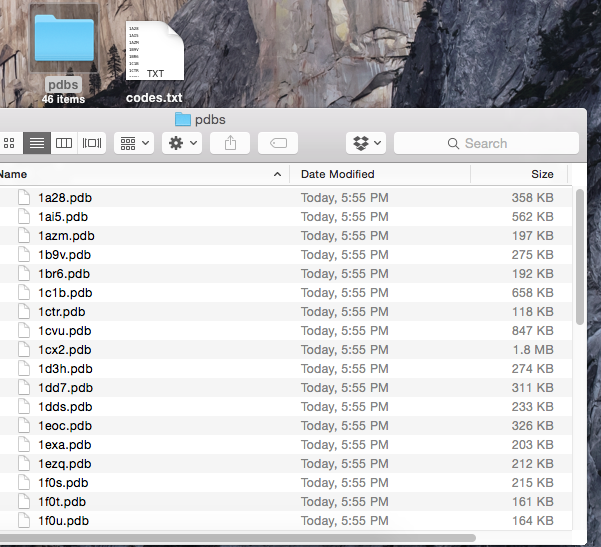 1A28
1AI5
1AZM
1B9V
1BR6
1C1B
1CTR
TXT
pdbs
46 items
codes.txt
pdbs
Search
Name
Date Modified
Size
1a28.pdb Today, 5:55 PM 358 KB
1ai5.pdb Today, 5:55 PM 562 KB
1azm.pdb Today, 5:55 PM 197 KB
1b9v.pdb Today, 5:55 PM 275 KB
1br6.pdb Today, 5:55 PM 192 KB
1c1b.pdb Today, 5:55 PM 658 KB
1ctr.pdb Today, 5:55 PM 118 KB
1cvu.pdb Today, 5:55 PM 847 KB
1cx2.pdb Today, 5:55 PM 1.8 MB
1d3h.pdb Today, 5:55 PM 274 KB
1dd7.pdb Today, 5:55 PM 311 KB
1dds.pdb Today, 5:55 PM 233 KB
1eoc.pdb Today, 5:55 PM 326 KB
1exa.pdb Today, 5:55 PM 203 KB
1ezq.pdb Today, 5:55 PM 212 KB
1f0s.pdb Today, 5:55 PM 215 KB
1f0t.pdb Today, 5:55 PM 161 KB
1f0u.pdb Today, 5:55 PM 164 KB